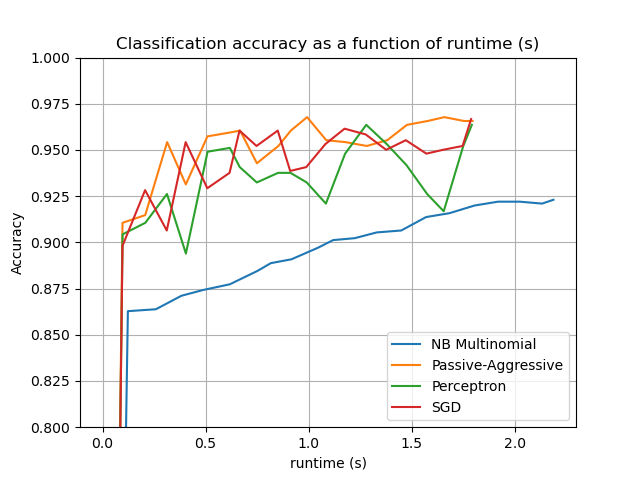 Classification accuracy as a function of runtime (s)
1.000
0.975
0.950
0.925
0.900
0.875
0.850
0.825
0.800
Accuracy
NB Multinomial
Passive-Aggressive
Perceptron
SGD
0.0 0.5 1.0 1.5 2.0
runtime (s)